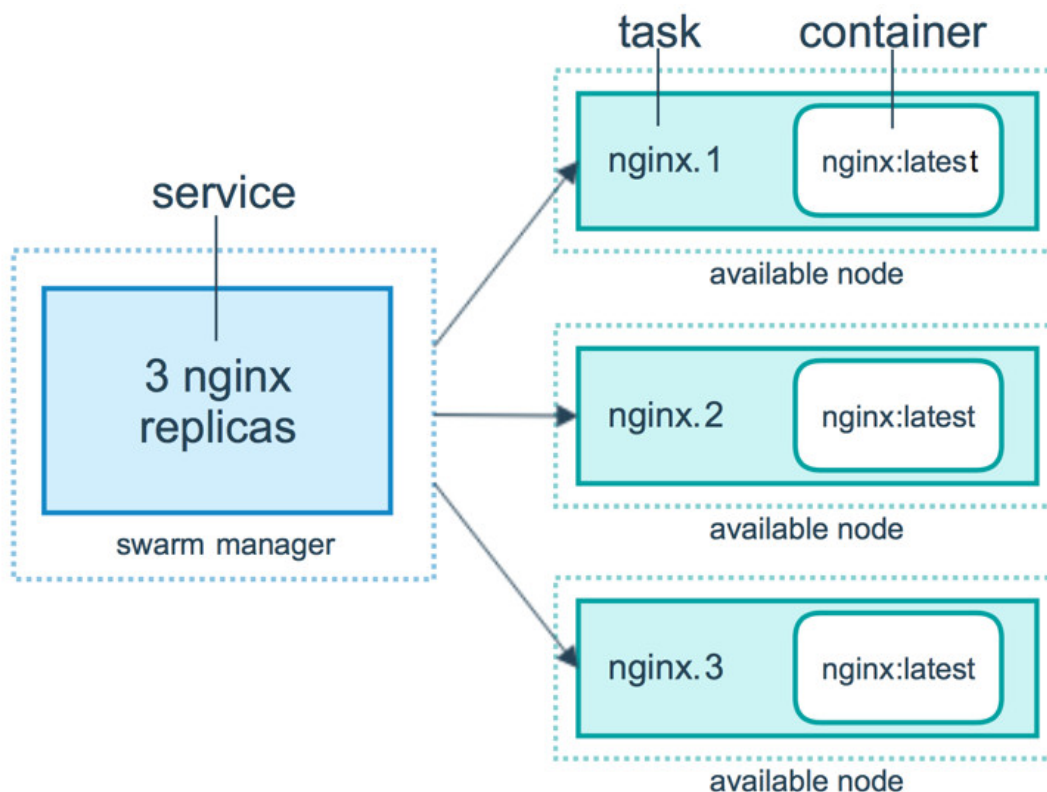 service
3 nginx
replicas
swarm manager
task
container
nginx.1
nginx:latest
available node
nginx.2
nginx:latest
available node
nginx.3
nginx:latest
available node